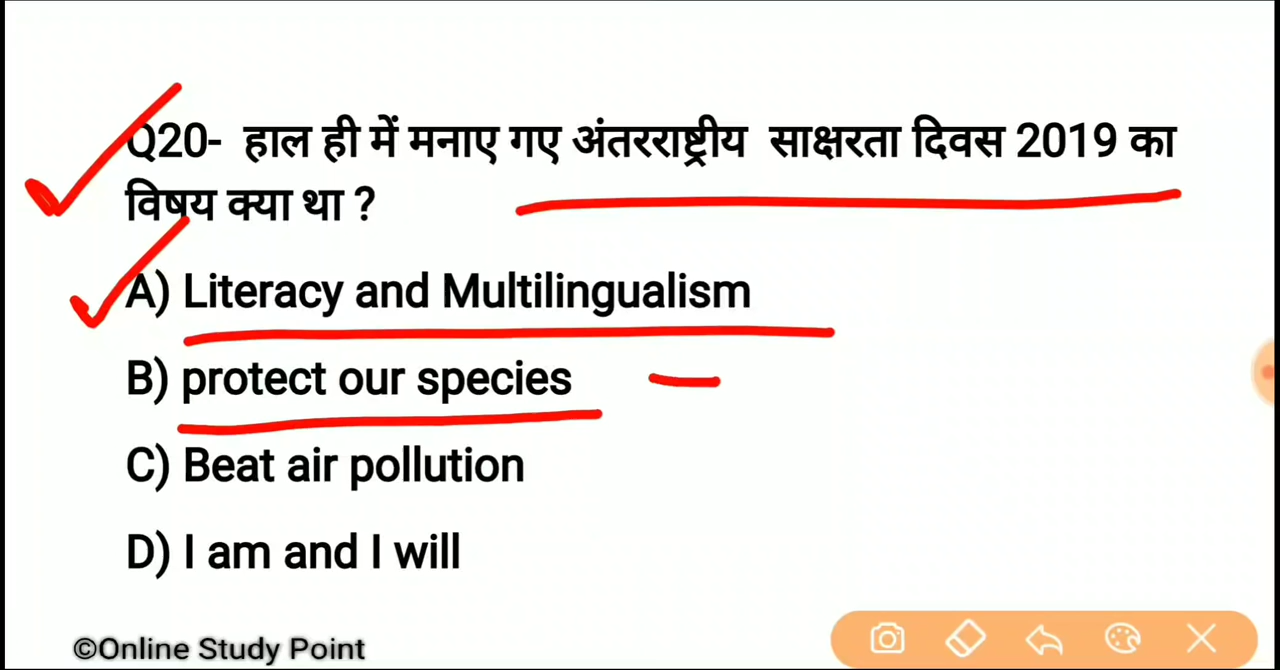 Q20- हाल ही में मनाए गए अंतरराष्ट्रीय साक्षरता दिवस 2019 का
विषय क्या था ?
A) Literacy and Multilingualism
B) protect our species
C) Beat air pollution
D) I am and I will
©Online Study Point